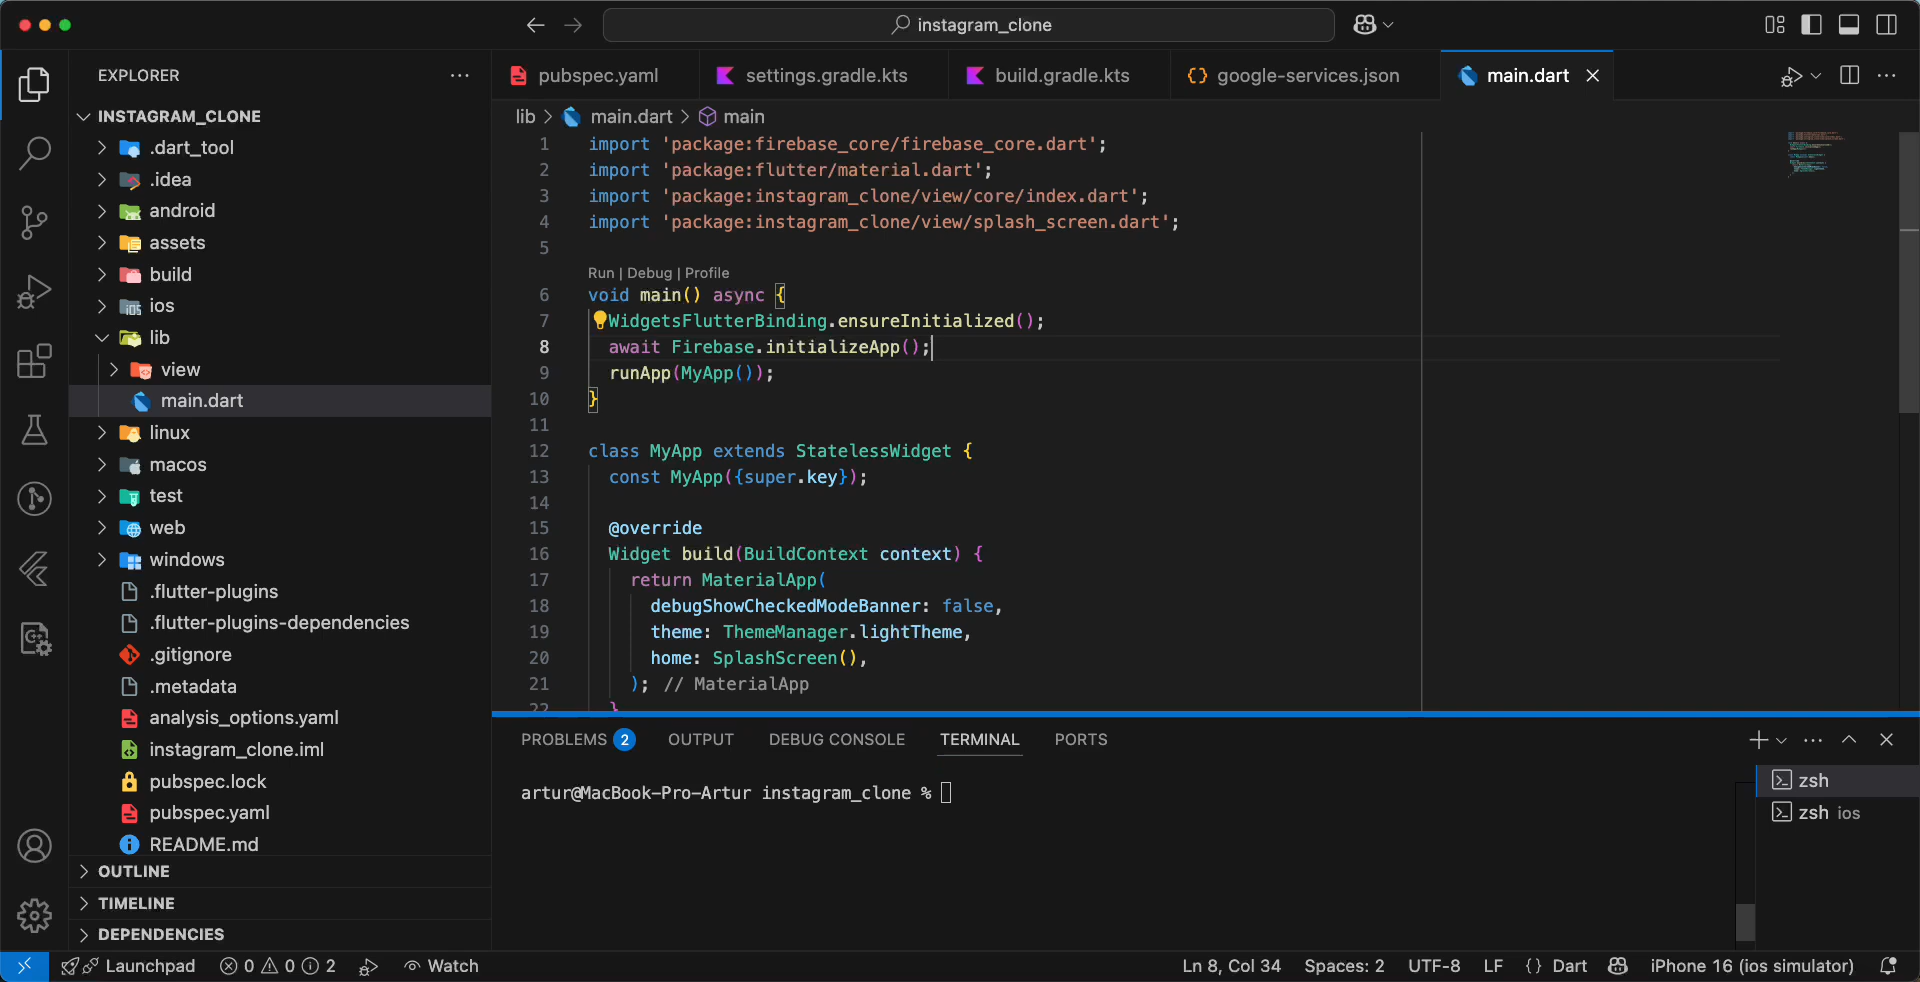 instagram_clone
EXPLORER
INSTAGRAM_CLONE
.dart_tool
.idea
android
assets
build
ios
lib
view
main.dart
linux
macos
test
web
windows
.flutter-plugins
.flutter-plugins-dependencies
.gitignore
.metadata
analysis_options.yaml
instagram_clone.iml
pubspec.lock
pubspec.yaml
README.md
OUTLINE
TIMELINE
DEPENDENCIES
pubspec.yaml settings.gradle.kts build.gradle.kts google-services.json main.dart
lib > main.dart > main
1 import 'package:firebase_core/firebase_core.dart';
2 import 'package:flutter/material.dart';
3 import 'package:instagram_clone/view/core/index.dart';
4 import 'package:instagram_clone/view/splash_screen.dart';
5
Run | Debug | Profile
6 void main() async {
7 WidgetsFlutterBinding.ensureInitialized();
8 await Firebase.initializeApp();
9 runApp(MyApp());
10 }
11
12 class MyApp extends StatelessWidget {
13 const MyApp({super.key});
14
15 @override
16 Widget build(BuildContext context) {
17 return MaterialApp(
18 debugShowCheckedModeBanner: false,
19 theme: ThemeManager.lightTheme,
20 home: SplashScreen(),
21 ); // MaterialApp
22 }
PROBLEMS 2 OUTPUT DEBUG CONSOLE TERMINAL PORTS
artur@MacBook-Pro-Artur instagram_clone %
zsh
zsh ios
Launchpad 0 0 2 Watch Ln 8, Col 34 Spaces: 2 UTF-8 LF {} Dart iPhone 16 (ios simulator)